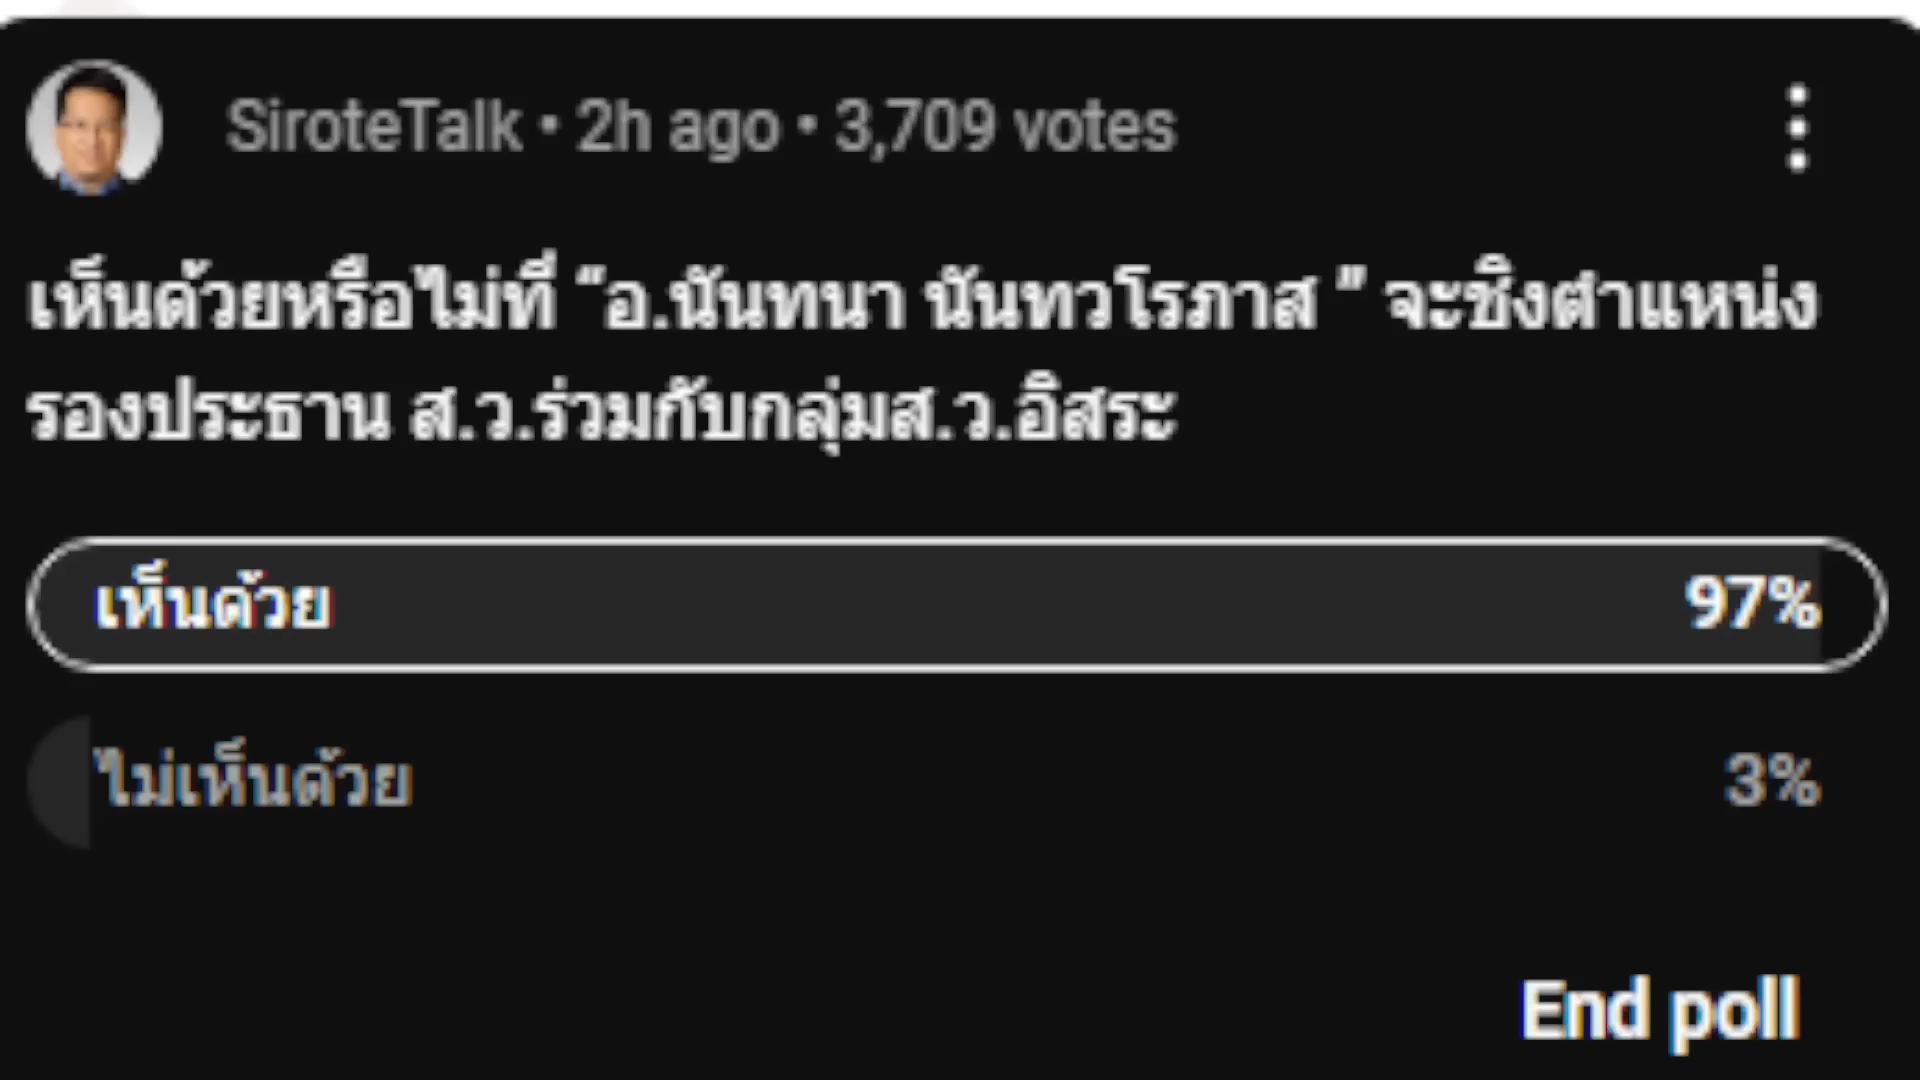 SiroteTalk • 2h ago • 3,709 votes
เห็นด้วยหรือไม่ที่ “อ.นันทนา นันทวโรภาส ” จะชิงตำแหน่ง
รองประธาน ส.ว.ร่วมกับกลุ่มส.ว.อิสระ
เห็นด้วย 97%
ไม่เห็นด้วย 3%
End poll